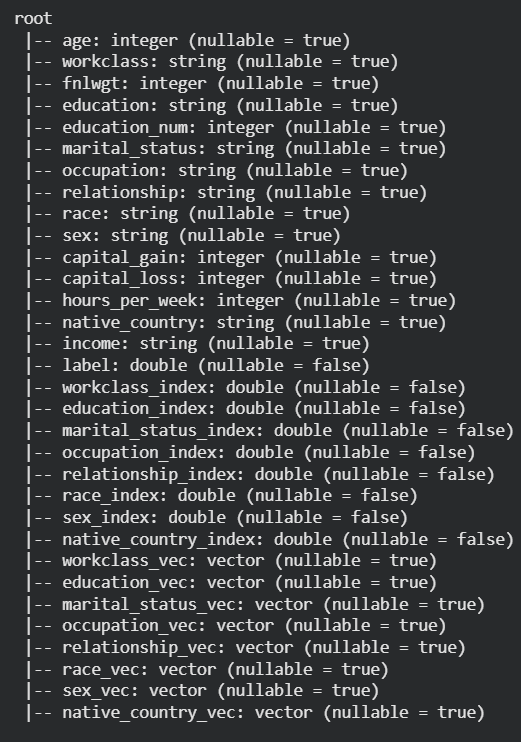 root
 |-- age: integer (nullable = true)
 |-- workclass: string (nullable = true)
 |-- fnlwgt: integer (nullable = true)
 |-- education: string (nullable = true)
 |-- education_num: integer (nullable = true)
 |-- marital_status: string (nullable = true)
 |-- occupation: string (nullable = true)
 |-- relationship: string (nullable = true)
 |-- race: string (nullable = true)
 |-- sex: string (nullable = true)
 |-- capital_gain: integer (nullable = true)
 |-- capital_loss: integer (nullable = true)
 |-- hours_per_week: integer (nullable = true)
 |-- native_country: string (nullable = true)
 |-- income: string (nullable = true)
 |-- label: double (nullable = false)
 |-- workclass_index: double (nullable = false)
 |-- education_index: double (nullable = false)
 |-- marital_status_index: double (nullable = false)
 |-- occupation_index: double (nullable = false)
 |-- relationship_index: double (nullable = false)
 |-- race_index: double (nullable = false)
 |-- sex_index: double (nullable = false)
 |-- native_country_index: double (nullable = false)
 |-- workclass_vec: vector (nullable = true)
 |-- education_vec: vector (nullable = true)
 |-- marital_status_vec: vector (nullable = true)
 |-- occupation_vec: vector (nullable = true)
 |-- relationship_vec: vector (nullable = true)
 |-- race_vec: vector (nullable = true)
 |-- sex_vec: vector (nullable = true)
 |-- native_country_vec: vector (nullable = true)